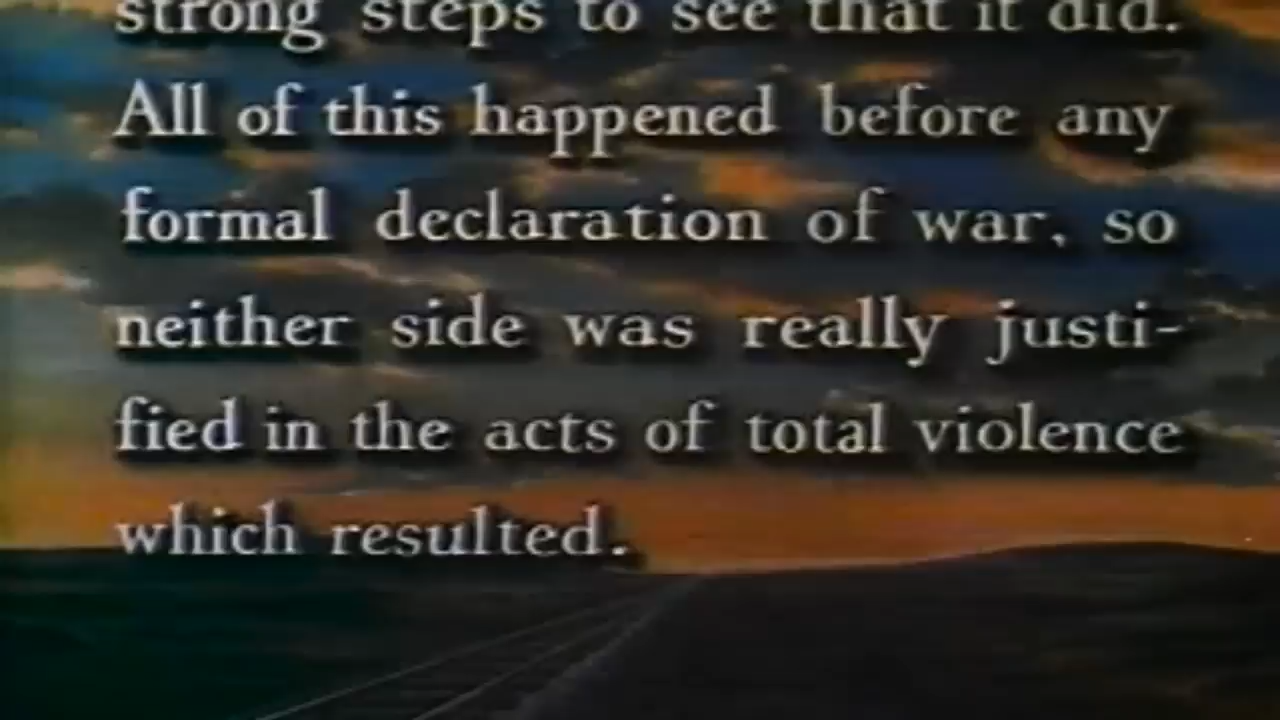 strong steps to see that it did.
All of this happened before any
formal declaration of war, so
neither side was really justi-
fied in the acts of total violence
which resulted.